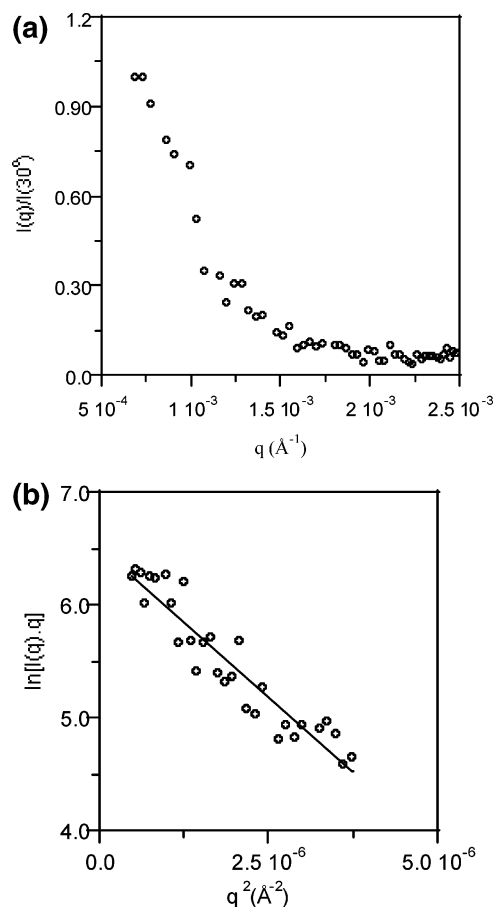 (a)
1.2
0.90
0.60
0.30
0.0
I(q)/I(30°)
5 10⁻⁴ 1 10⁻³ 1.5 10⁻³ 2 10⁻³ 2.5 10⁻³
q (Å⁻¹)
(b)
7.0
6.0
5.0
4.0
ln[I(q).q]
0.0 2.5 10⁻⁶ 5.0 10⁻⁶
q²(Å⁻²)